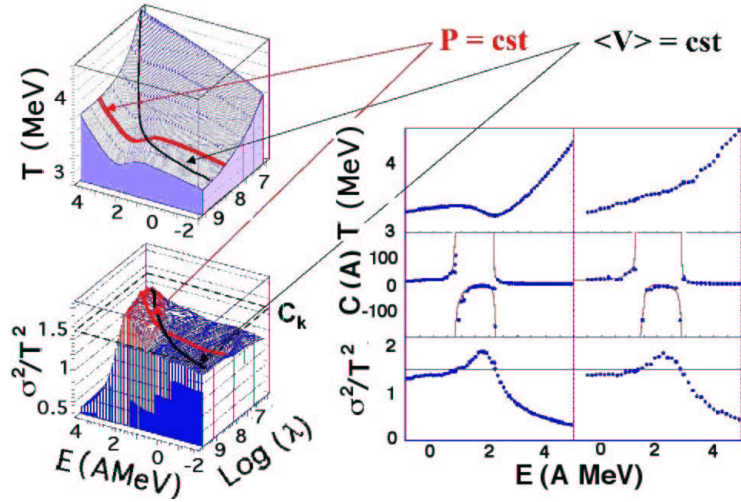 P = cst <V> = cst
T (MeV)
4
3
4 2 0 -2
9 8 7
σ²/T²
1.5
1
0.5
C_k
4 2 0 -2
9 8 7
E (AMeV)
Log (λ)
T (MeV)
4
3
C (A)
100
0
-100
σ²/T²
2
1
0
0 2 4 0 2 4
E (A MeV)